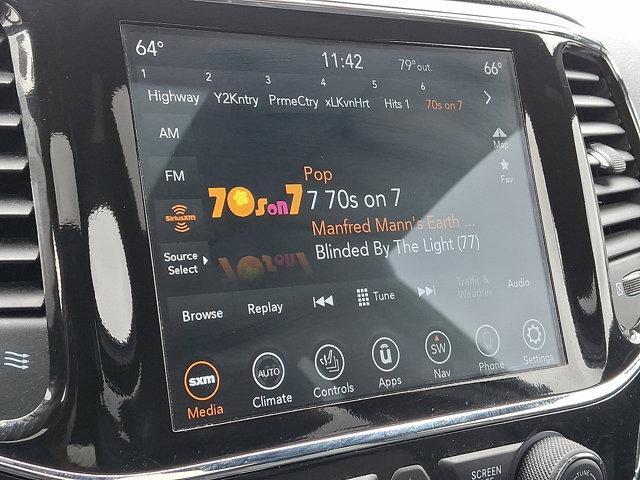 64° 11:42 79° out. 66°
1 2 3 4 5 6
Highway Y2Kntry PrmeCtry xLKvnHrt Hits 1 70s on 7
AM
Map
FM
Fav
Pop
70s on 7 7 70s on 7
SiriusXM
Manfred Mann's Earth ...
Blinded By The Light (77)
Source
Select
Browse Replay Tune Traffic & Weather Audio
sxm AUTO SW
Media Climate Controls Apps Nav Phone Settings
SCREEN
TUNE